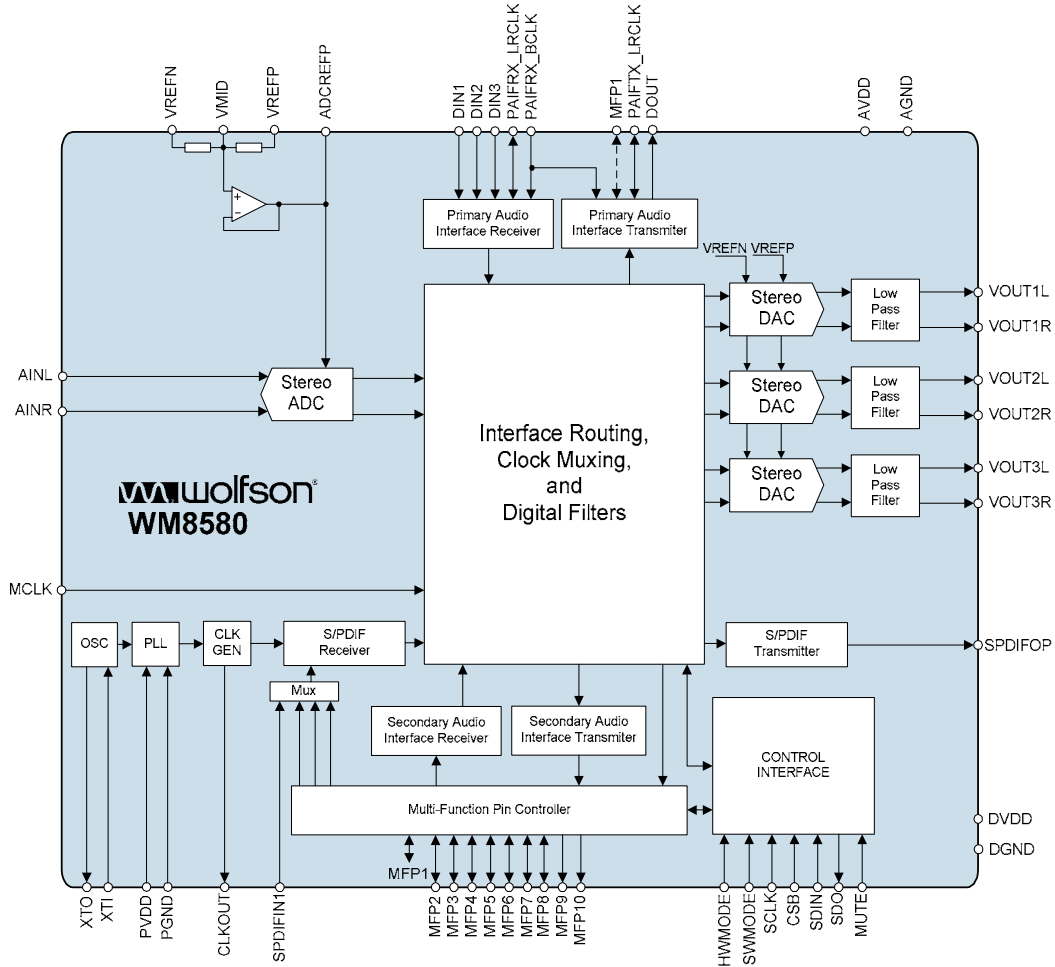 VREFN
VMID
VREFP
ADCREFP
DIN1
DIN2
DIN3
PAIFRX_LRCLK
PAIFRX_BCLK
MFP1
PAIFTX_LRCLK
DOUT
AVDD
AGND
+
−
Primary Audio
Interface Receiver
Primary Audio
Interface Transmiter
VREFN VREFP
Stereo
DAC
Low
Pass
Filter
VOUT1L
VOUT1R
AINL
AINR
Stereo
ADC
Stereo
DAC
Low
Pass
Filter
VOUT2L
VOUT2R
Interface Routing,
Clock Muxing,
and
Digital Filters
Stereo
DAC
Low
Pass
Filter
VOUT3L
VOUT3R
wolfson®
WM8580
MCLK
OSC
PLL
CLK
GEN
S/PDIF
Receiver
S/PDIF
Transmitter
SPDIFOP
Mux
Secondary Audio
Interface Receiver
Secondary Audio
Interface Transmiter
CONTROL
INTERFACE
Multi-Function Pin Controller
DVDD
DGND
MFP1
XTO
XTI
PVDD
PGND
CLKOUT
SPDIFIN1
MFP2
MFP3
MFP4
MFP5
MFP6
MFP7
MFP8
MFP9
MFP10
HWMODE
SWMODE
SCLK
CSB
SDIN
SDO
MUTE